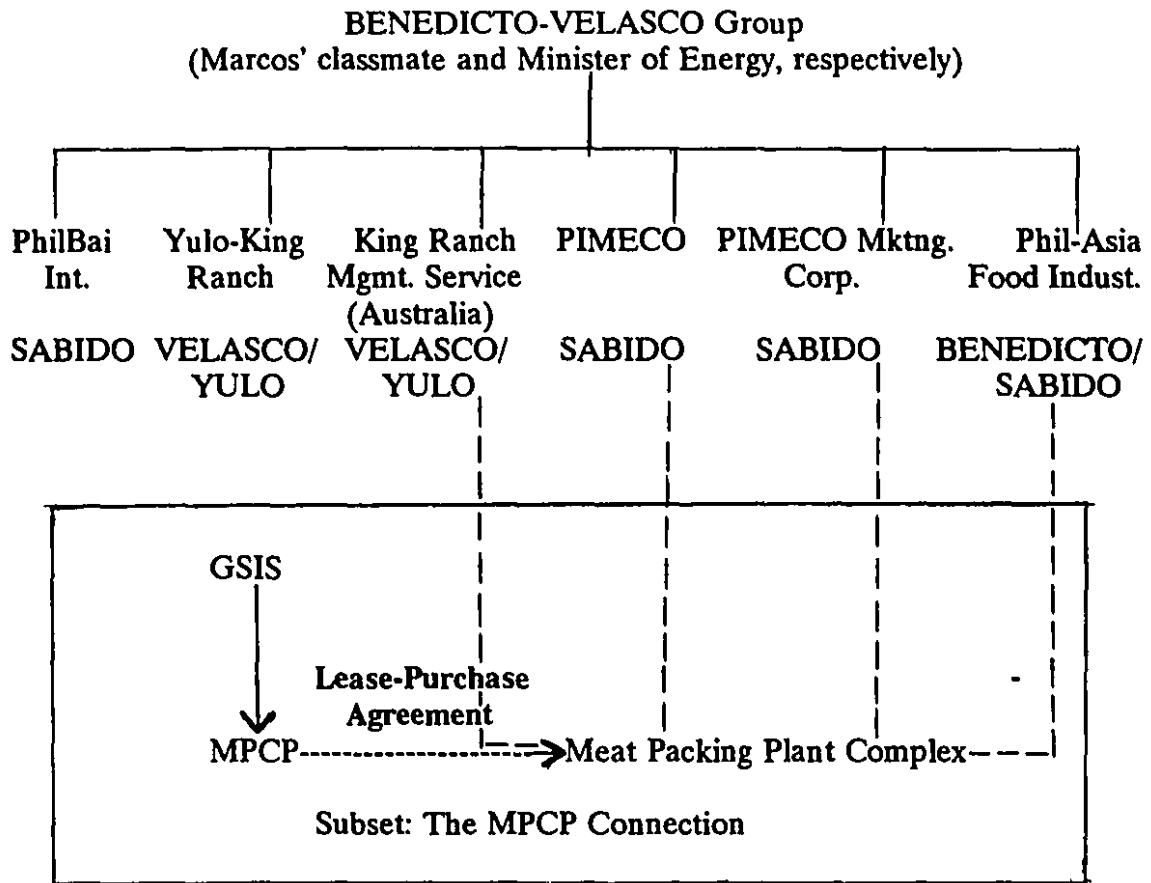 BENEDICTO-VELASCO Group
(Marcos' classmate and Minister of Energy, respectively)
PhilBai
Int.
SABIDO
Yulo-King
Ranch
VELASCO/
YULO
King Ranch
Mgmt. Service
(Australia)
VELASCO/
YULO
PIMECO
SABIDO
PIMECO Mktng.
Corp.
SABIDO
Phil-Asia
Food Indust.
BENEDICTO/
SABIDO
GSIS
Lease-Purchase
Agreement
MPCP
Meat Packing Plant Complex
Subset: The MPCP Connection